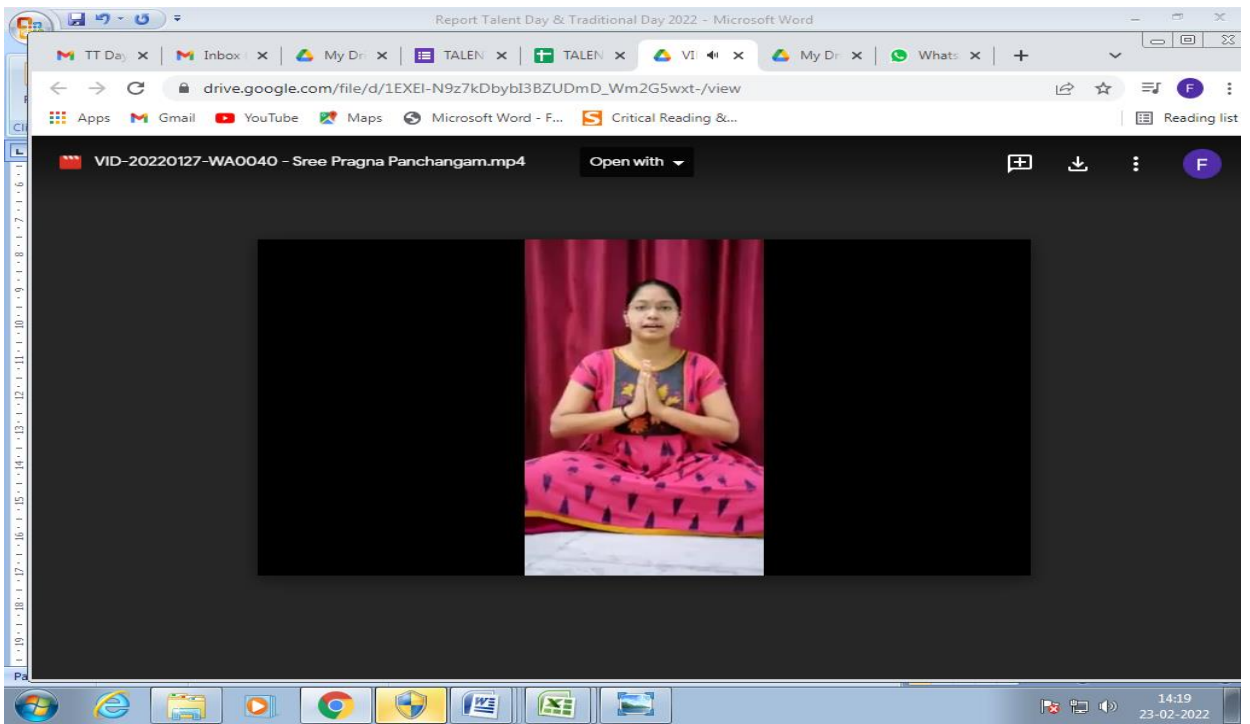 Report Talent Day & Traditional Day 2022 - Microsoft Word
TT Day
Inbox
My Dri
TALEN
TALEN
VI
My Dr
Whats
drive.google.com/file/d/1EXEI-N9z7kDbybI3BZUDmD_Wm2G5wxt-/view
F
Apps
Gmail
YouTube
Maps
Microsoft Word - F...
Critical Reading &...
Reading list
VID-20220127-WA0040 - Sree Pragna Panchangam.mp4
Open with
F
Pa
14:19
23-02-2022